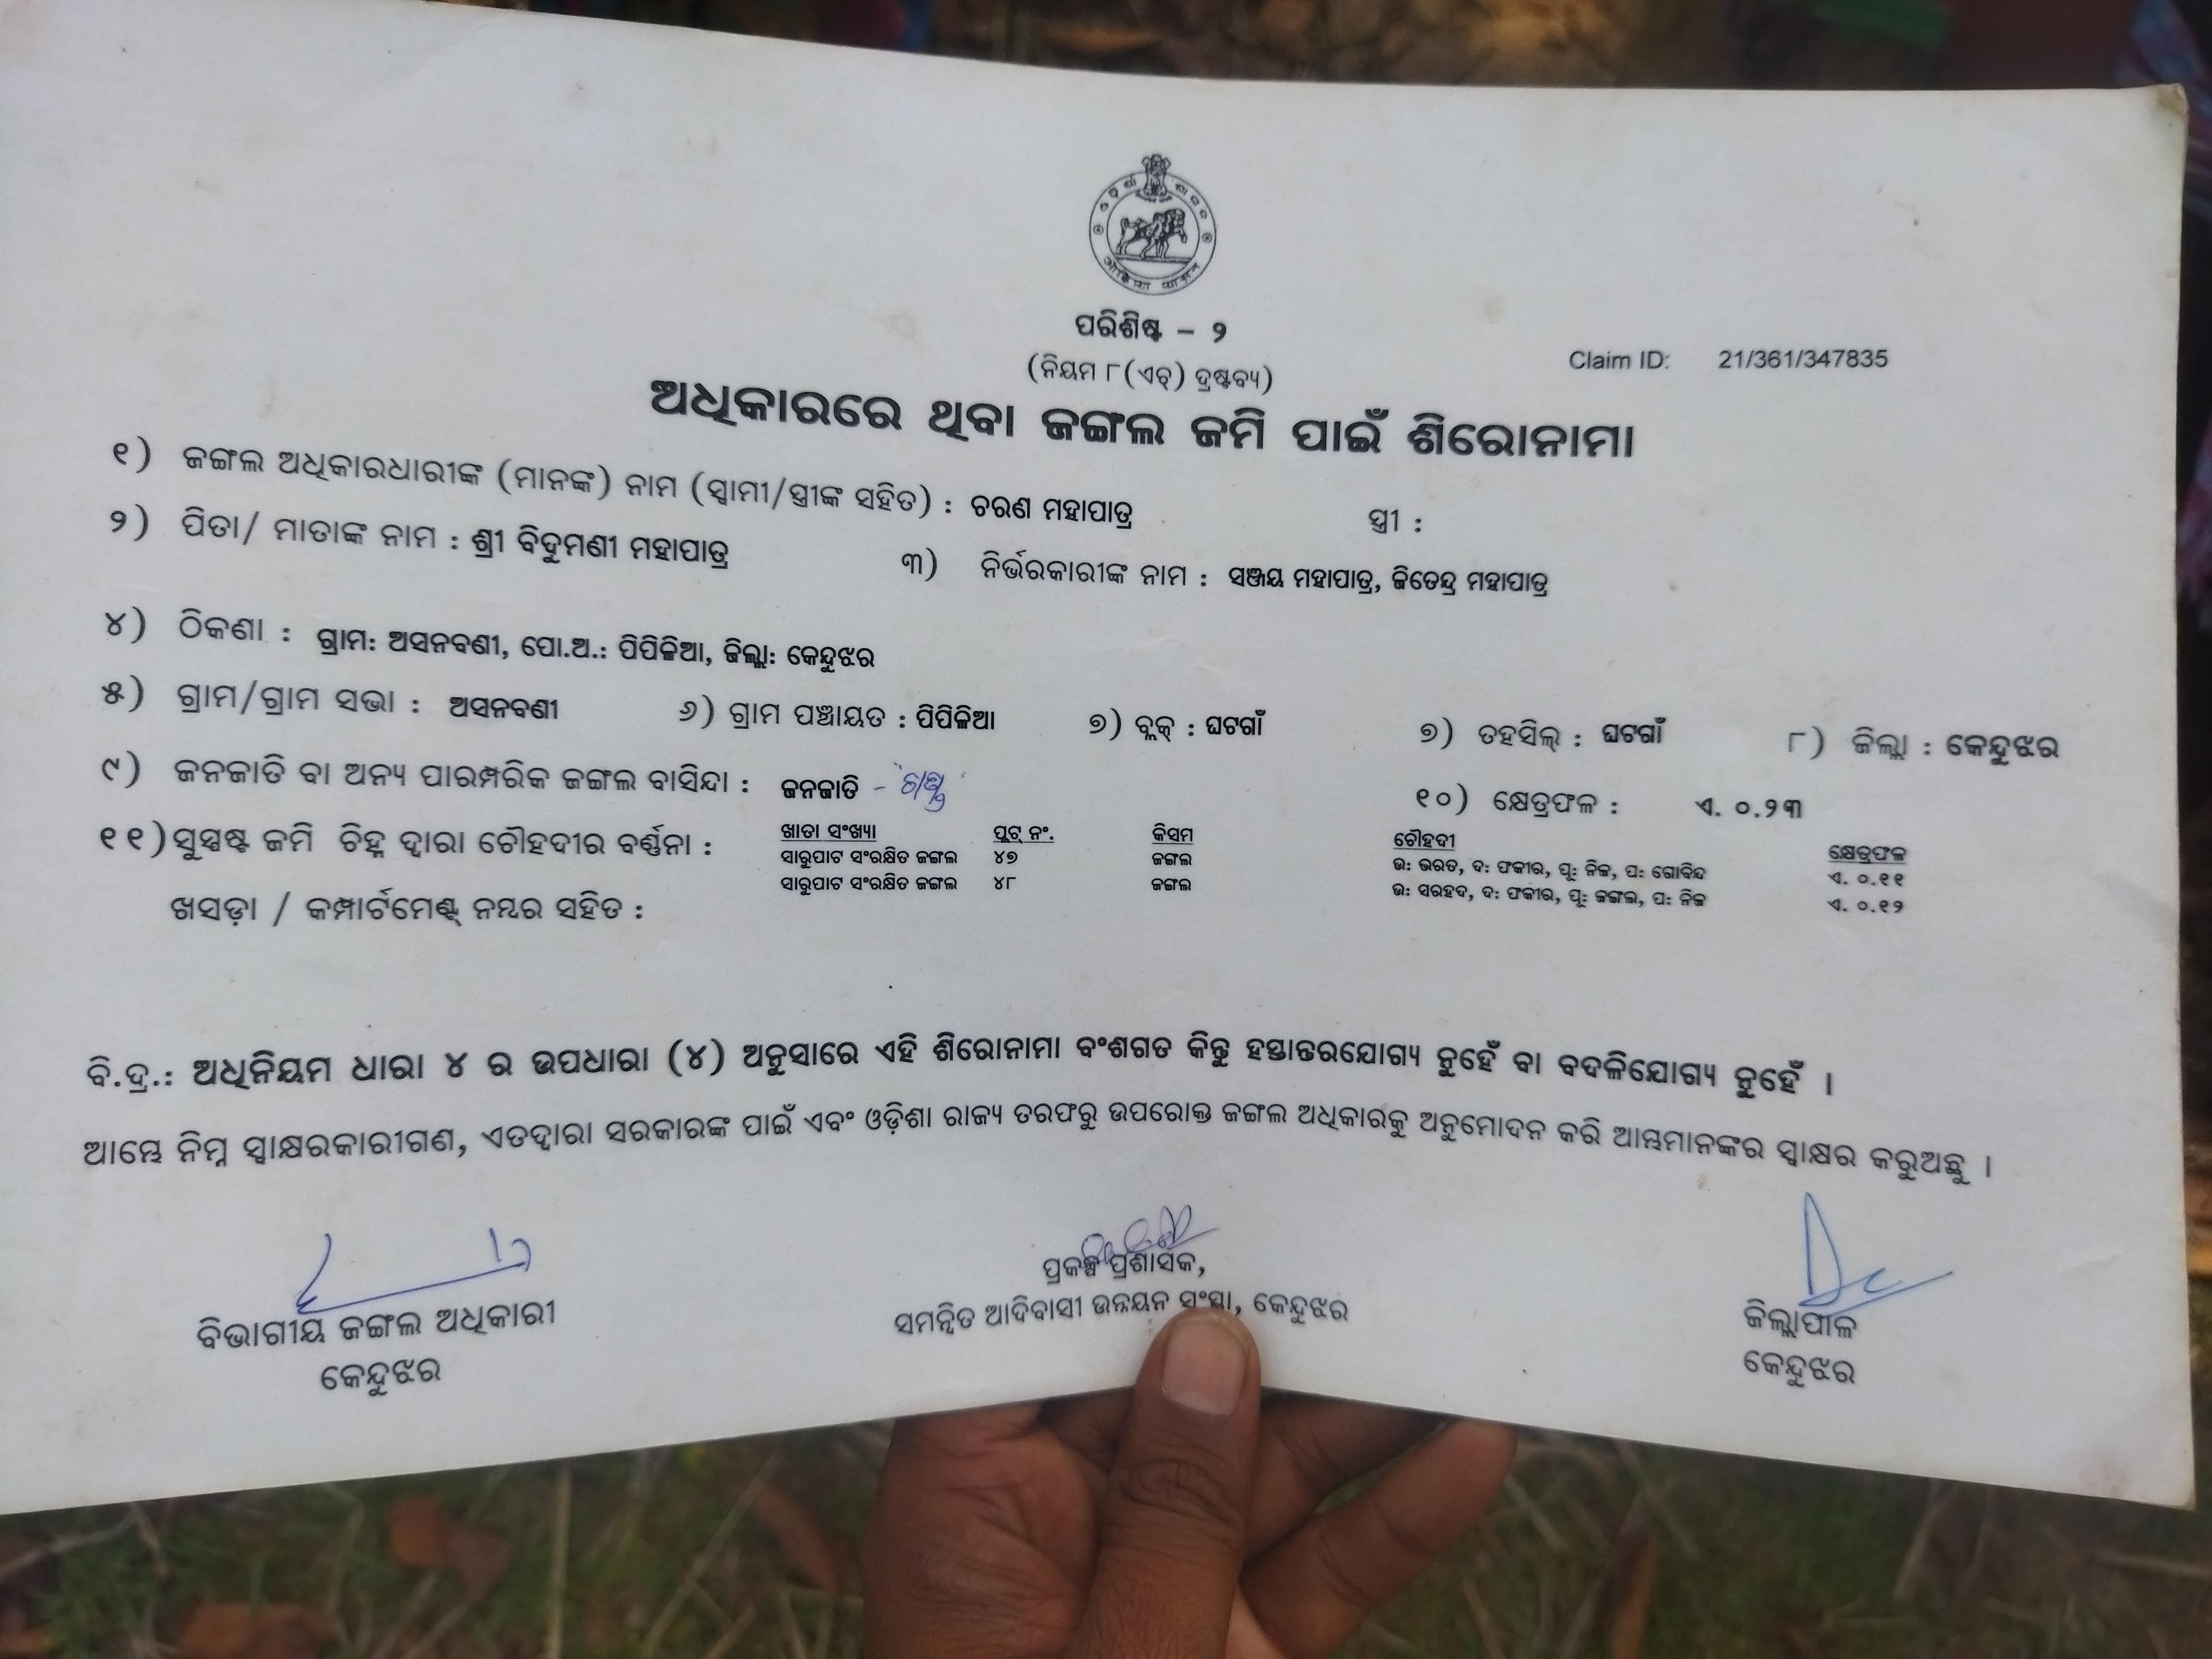 ପରିଶିଷ୍ଟ – ୨
(ନିୟମ ୮(ଏଚ୍) ଦ୍ରଷ୍ଟବ୍ୟ)
Claim ID: 21/361/347835
ଅଧିକାରରେ ଥିବା ଜଙ୍ଗଲ ଜମି ପାଇଁ ଶିରୋନାମା
୧) ଜଙ୍ଗଲ ଅଧିକାରଧାରୀଙ୍କ (ମାନଙ୍କ) ନାମ (ସ୍ୱାମୀ/ସ୍ତ୍ରୀଙ୍କ ସହିତ) : ଚରଣ ମହାପାତ୍ର ସ୍ତ୍ରୀ :
୨) ପିତା/ ମାତାଙ୍କ ନାମ : ଶ୍ରୀ ବିଦୁମଣୀ ମହାପାତ୍ର ୩) ନିର୍ଭରକାରୀଙ୍କ ନାମ : ସଞ୍ଜୟ ମହାପାତ୍ର, ଜିତେନ୍ଦ୍ର ମହାପାତ୍ର
୪) ଠିକଣା : ଗ୍ରାମ: ଅସନବଣୀ, ପୋ.ଅ.: ପିପିଳିଆ, ଜିଲ୍ଲା: କେନ୍ଦୁଝର
୫) ଗ୍ରାମ/ଗ୍ରାମ ସଭା : ଅସନବଣୀ ୬) ଗ୍ରାମ ପଞ୍ଚାୟତ : ପିପିଳିଆ ୭) ବ୍ଲକ୍ : ଘଟଗାଁ ୭) ତହସିଲ୍ : ଘଟଗାଁ ୮) ଜିଲ୍ଲା : କେନ୍ଦୁଝର
୯) ଜନଜାତି ବା ଅନ୍ୟ ପାରମ୍ପରିକ ଜଙ୍ଗଲ ବାସିନ୍ଦା : ଜନଜାତି - ୧୦) କ୍ଷେତ୍ରଫଳ : ଏ. ୦.୨୩
୧୧) ସୁସ୍ପଷ୍ଟ ଜମି ଚିହ୍ନ ଦ୍ୱାରା ଚୌହଦୀର ବର୍ଣ୍ଣନା :
ଖସଡ଼ା / କମ୍ପାର୍ଟମେଣ୍ଟ୍ ନମ୍ବର ସହିତ :
ଖାତା ସଂଖ୍ୟା ପ୍ଲଟ୍ ନଂ. କିସମ ଚୌହଦୀ କ୍ଷେତ୍ରଫଳ
ସାରୁପାଟ ସଂରକ୍ଷିତ ଜଙ୍ଗଲ ୪୭ ଜଙ୍ଗଲ ଉ: ଭରତ, ଦ: ଫକୀର, ପୂ: ନିଜ, ପ: ଗୋବିନ୍ଦ ଏ. ୦.୧୧
ସାରୁପାଟ ସଂରକ୍ଷିତ ଜଙ୍ଗଲ ୪୮ ଜଙ୍ଗଲ ଉ: ସରହଦ, ଦ: ଫକୀର, ପୂ: ଜଙ୍ଗଲ, ପ: ନିଜ ଏ. ୦.୧୨
ବି.ଦ୍ର.: ଅଧିନିୟମ ଧାରା ୪ ର ଉପଧାରା (୪) ଅନୁସାରେ ଏହି ଶିରୋନାମା ବଂଶଗତ କିନ୍ତୁ ହସ୍ତାନ୍ତରଯୋଗ୍ୟ ନୁହେଁ ବା ବଦଳିଯୋଗ୍ୟ ନୁହେଁ ।
ଆମ୍ଭେ ନିମ୍ନ ସ୍ୱାକ୍ଷରକାରୀଗଣ, ଏତଦ୍ୱାରା ସରକାରଙ୍କ ପାଇଁ ଏବଂ ଓଡ଼ିଶା ରାଜ୍ୟ ତରଫରୁ ଉପରୋକ୍ତ ଜଙ୍ଗଲ ଅଧିକାରକୁ ଅନୁମୋଦନ କରି ଆମ୍ଭମାନଙ୍କର ସ୍ୱାକ୍ଷର କରୁଅଛୁ ।
ବିଭାଗୀୟ ଜଙ୍ଗଲ ଅଧିକାରୀ
କେନ୍ଦୁଝର
ପ୍ରକଳ୍ପ ପ୍ରଶାସକ,
ସମନ୍ୱିତ ଆଦିବାସୀ ଉନ୍ନୟନ ସଂସ୍ଥା, କେନ୍ଦୁଝର
ଜିଲ୍ଲାପାଳ
କେନ୍ଦୁଝର